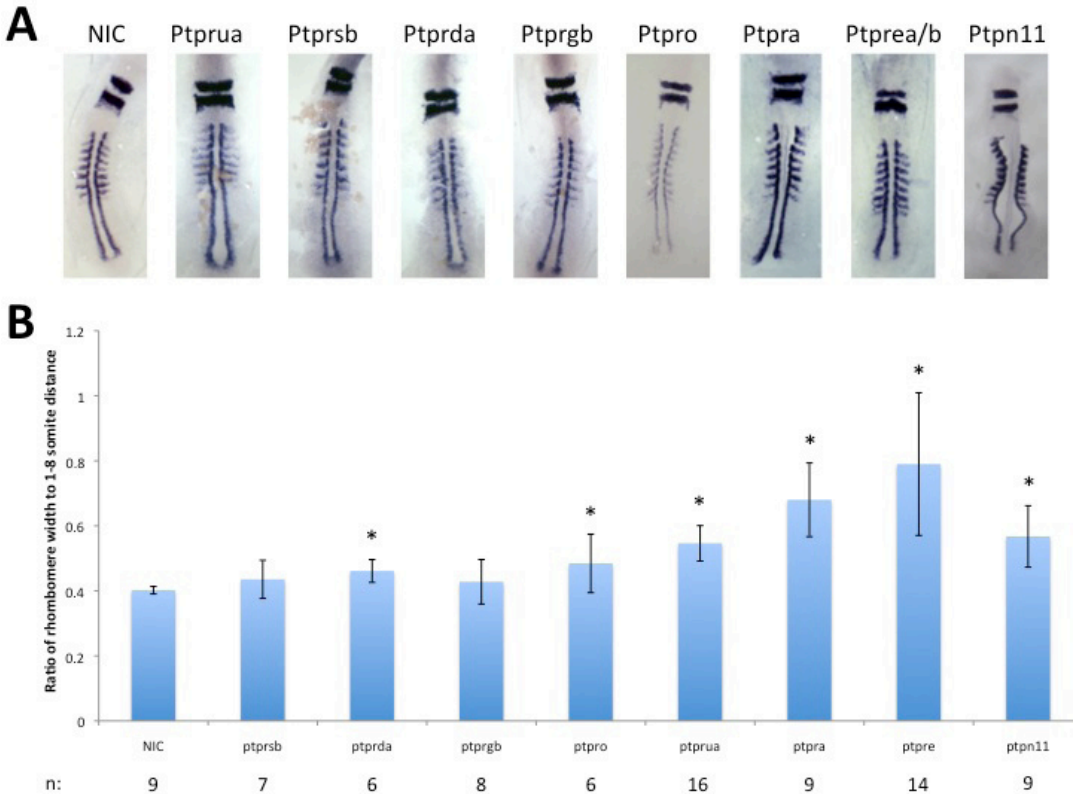 A
NIC Ptprua Ptprsb Ptprda Ptprgb Ptpro Ptpra Ptprea/b Ptpn11
B
Ratio of rhombomere width to 1-8 somite distance
1.2
1
0.8
0.6
0.4
0.2
0
* * * * * *
NIC ptprsb ptprda ptprgb ptpro ptprua ptpra ptpre ptpn11
n: 9 7 6 8 6 16 9 14 9